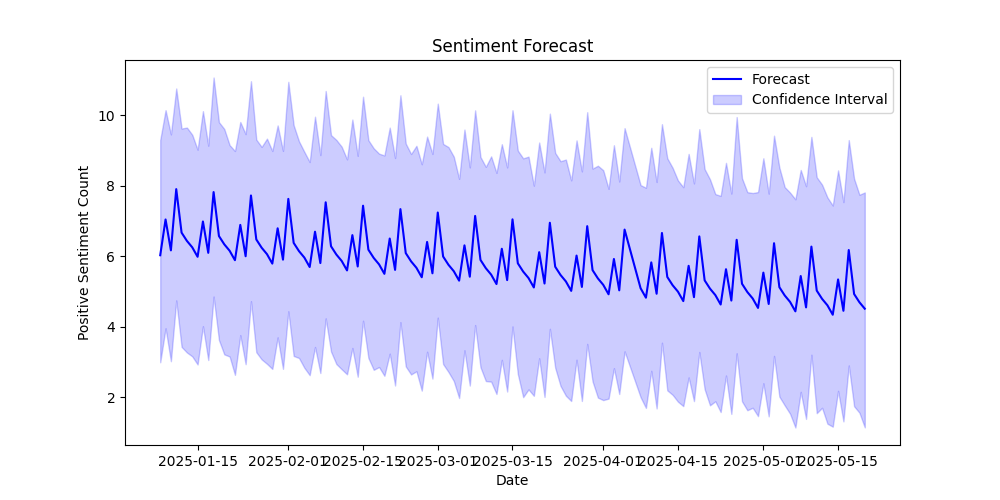 Sentiment Forecast
Forecast
Confidence Interval
Positive Sentiment Count
10
8
6
4
2
2025-01-15
2025-02-01
2025-02-15
2025-03-01
2025-03-15
2025-04-01
2025-04-15
2025-05-01
2025-05-15
Date